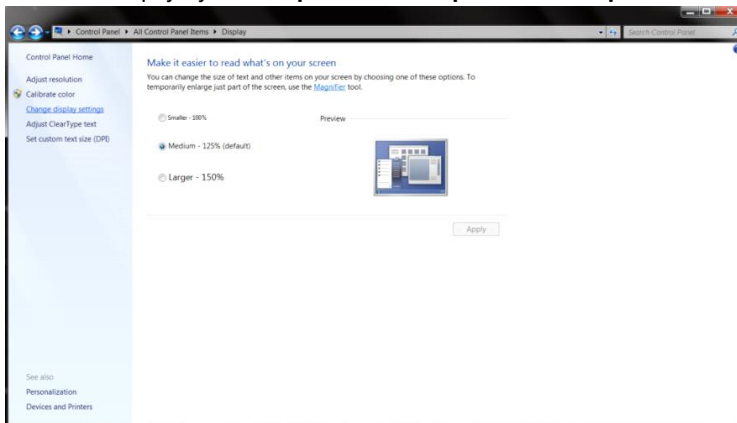 Control Panel ▸ All Control Panel Items ▸ Display
Search Control Panel
Control Panel Home
Adjust resolution
Calibrate color
Change display settings
Adjust ClearType text
Set custom text size (DPI)
Make it easier to read what's on your screen
You can change the size of text and other items on your screen by choosing one of these options. To
temporarily enlarge just part of the screen, use the Magnifier tool.
Smaller - 100%
Preview
Medium - 125% (default)
Larger - 150%
Apply
See also
Personalization
Devices and Printers